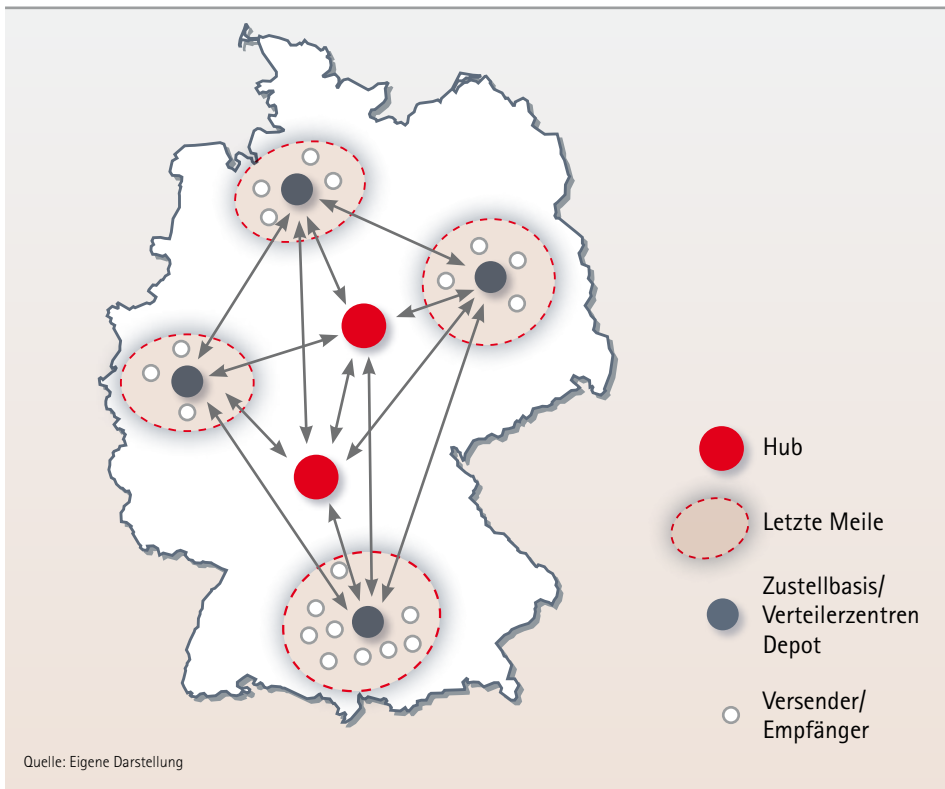 Hub
Letzte Meile
Zustellbasis/
Verteilerzentren
Depot
Versender/
Empfänger
Quelle: Eigene Darstellung